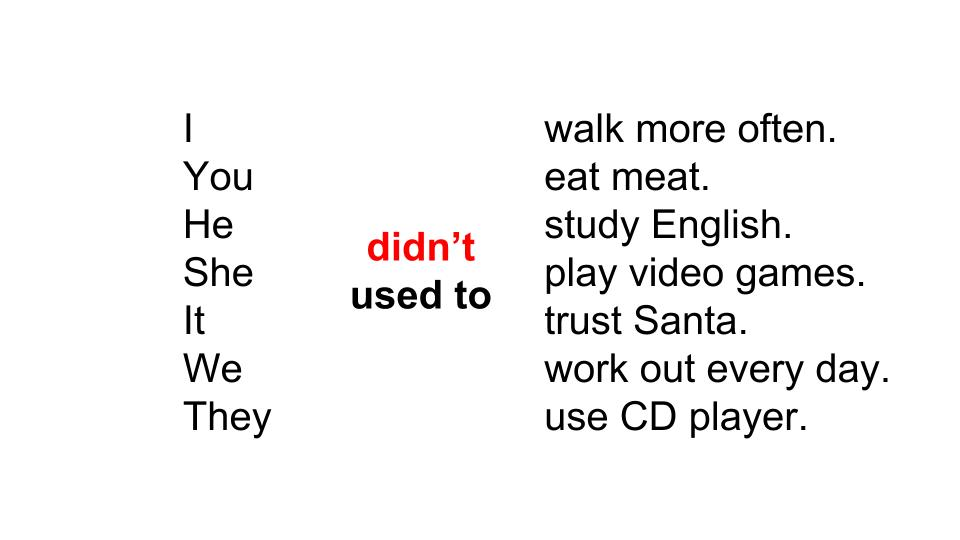 I
You
He
She
It
We
They
didn’t
used to
walk more often.
eat meat.
study English.
play video games.
trust Santa.
work out every day.
use CD player.